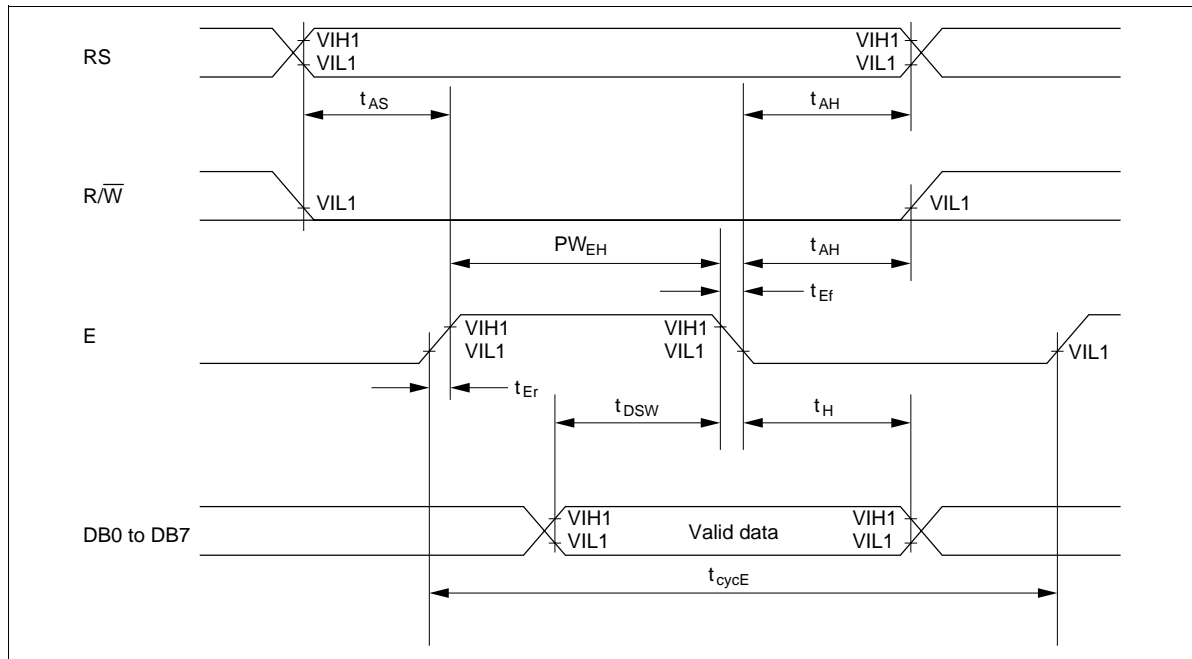 RS
VIH1
VIL1
VIH1
VIL1
tAS
tAH
R/W̅
VIL1
VIL1
PWEH
tAH
tEf
E
VIH1
VIL1
VIH1
VIL1
VIL1
tEr
tDSW
tH
DB0 to DB7
VIH1
VIL1
Valid data
VIH1
VIL1
tcycE